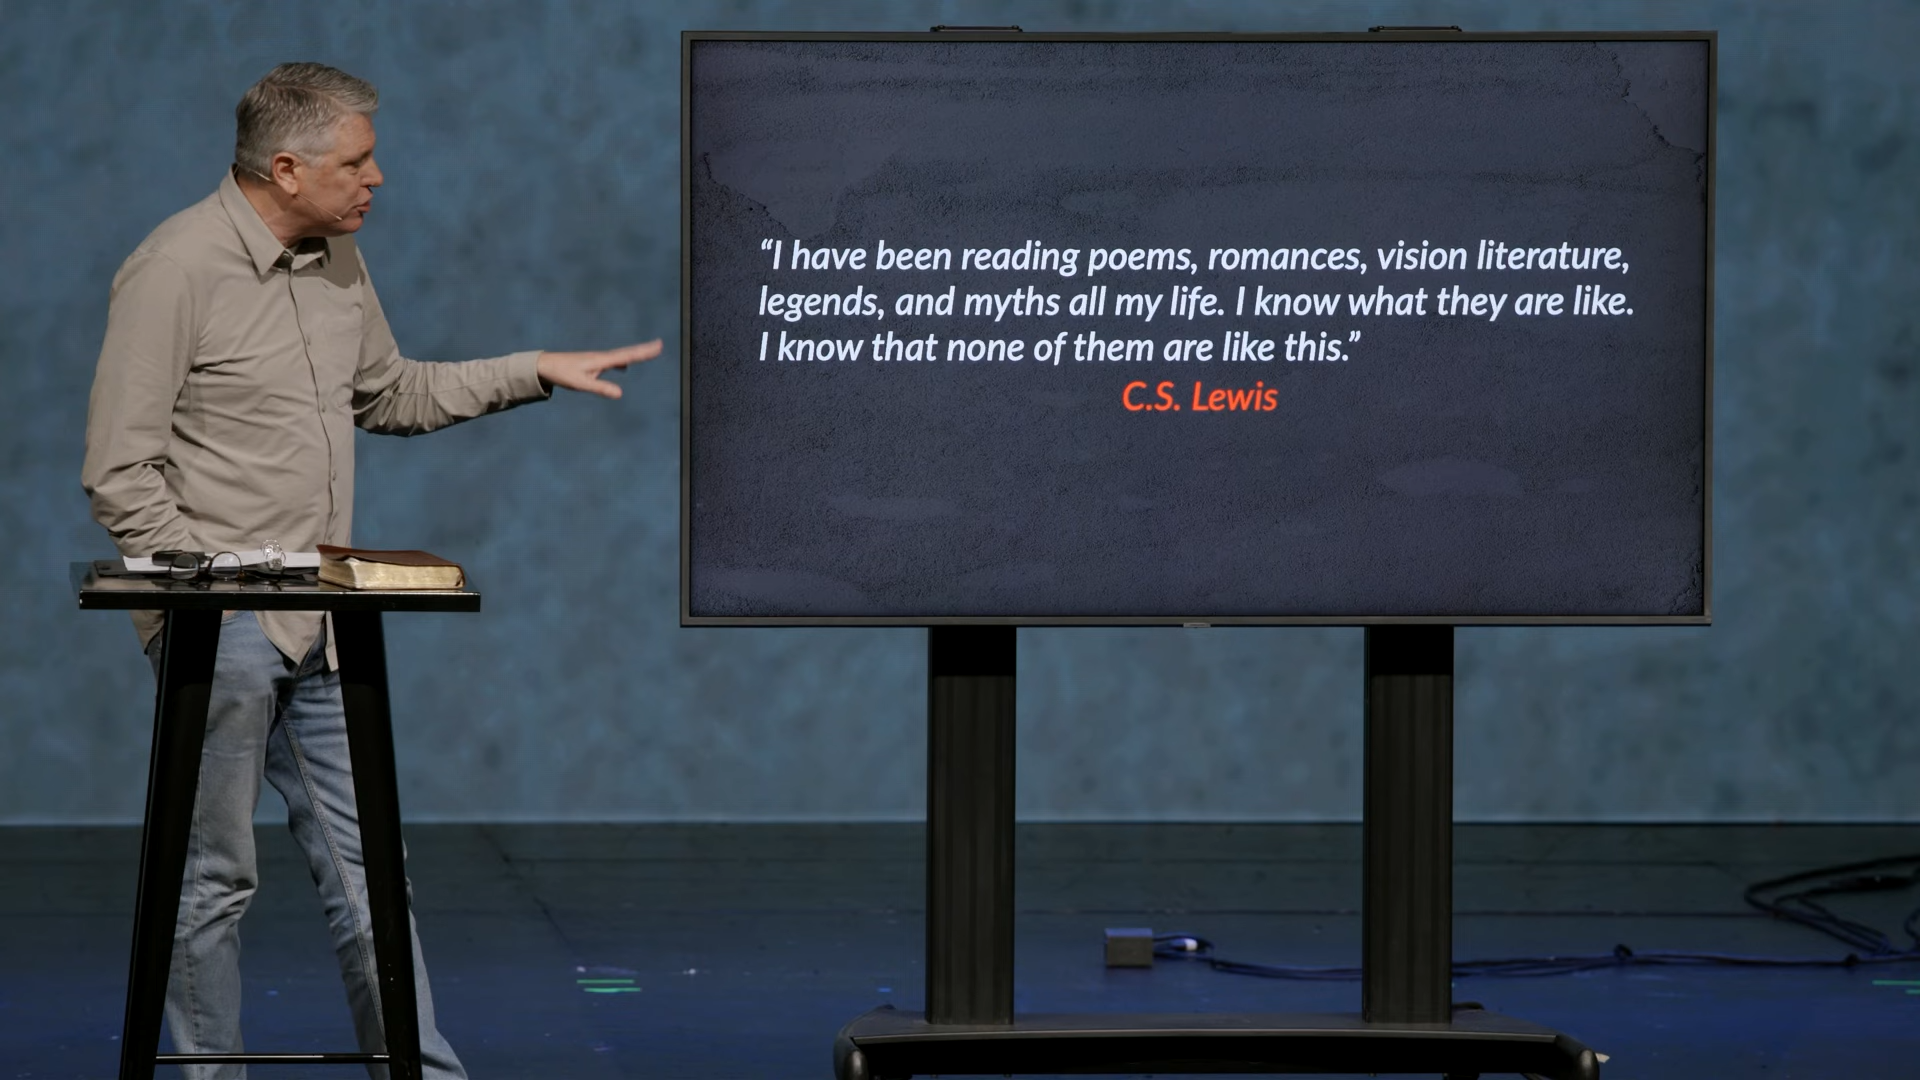 “I have been reading poems, romances, vision literature,
legends, and myths all my life. I know what they are like.
I know that none of them are like this.”
C.S. Lewis